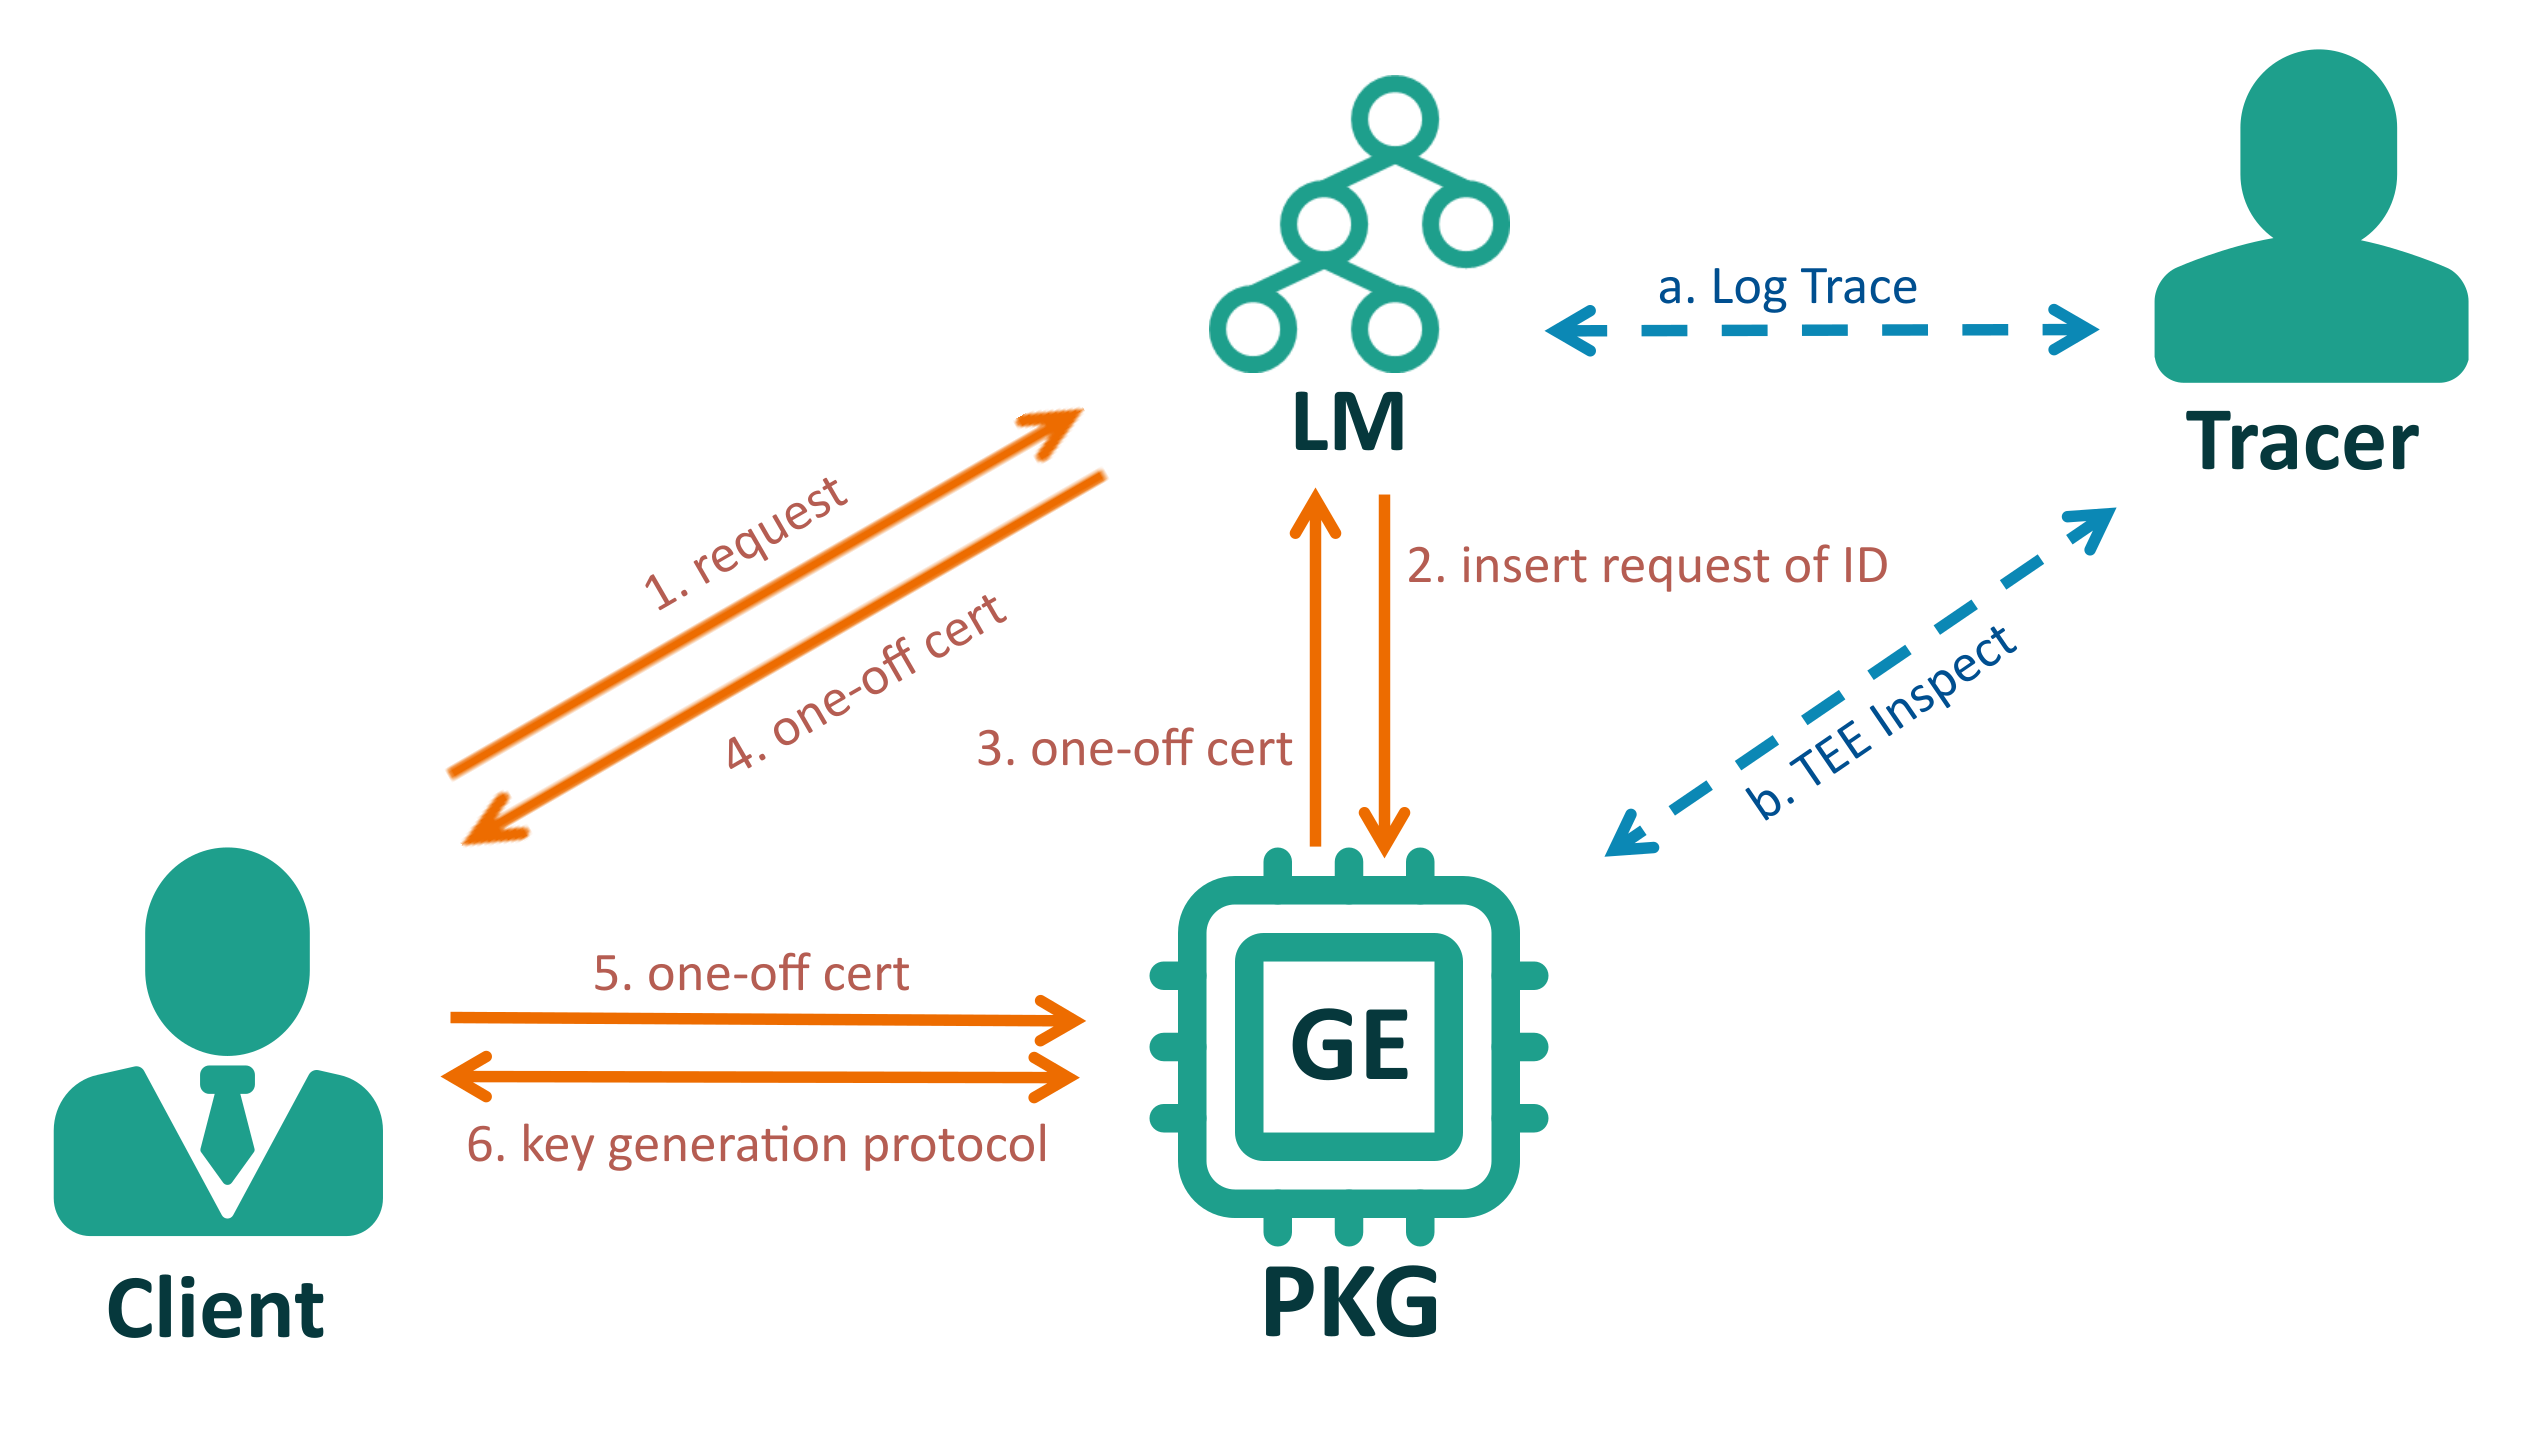 LM
Tracer
a. Log Trace
1. request
2. insert request of ID
4. one-off cert
3. one-off cert
b. TEE Inspect
5. one-off cert
6. key generation protocol
GE
Client
PKG